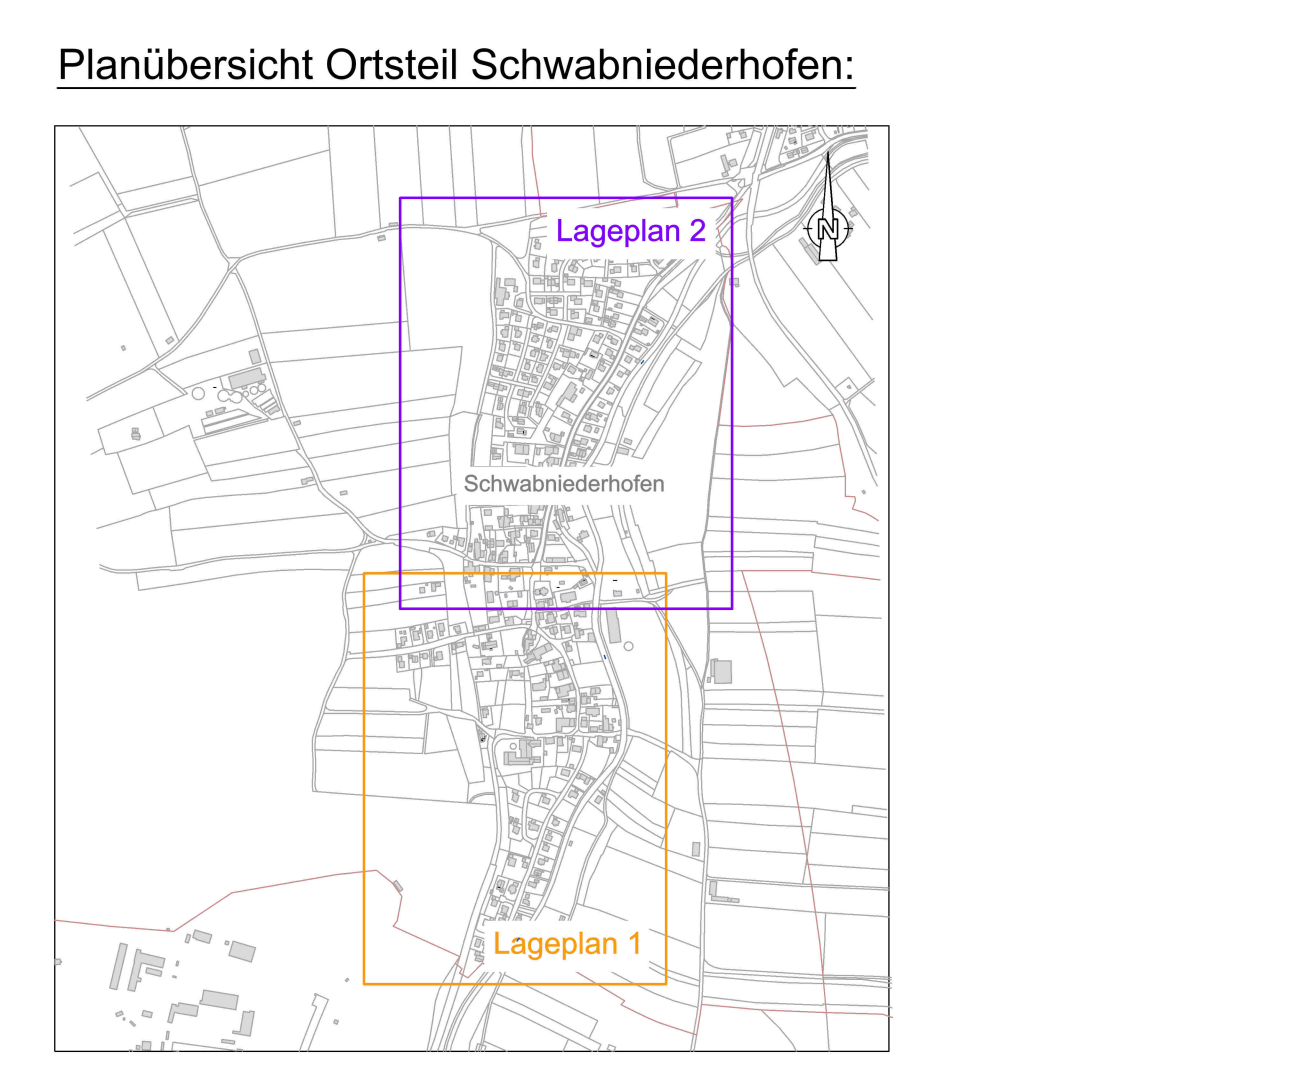 Planübersicht Ortsteil Schwabniederhofen:
Lageplan 2
N
Schwabniederhofen
Lageplan 1